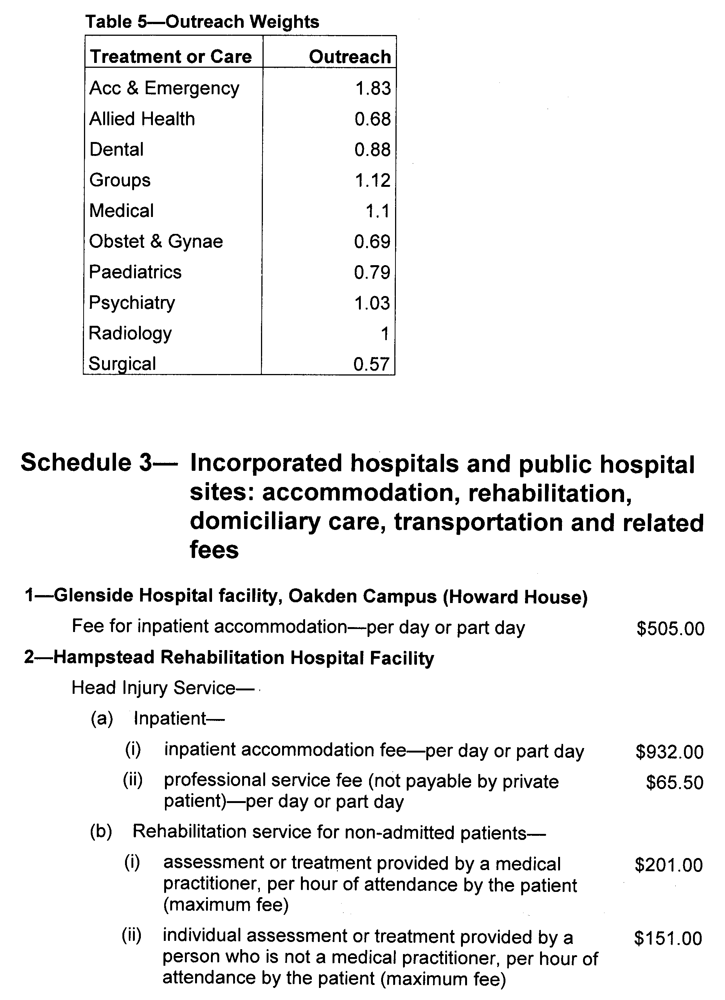 Table 5—Outreach Weights
Treatment or Care Outreach
Acc & Emergency 1.83
Allied Health 0.68
Dental 0.88
Groups 1.12
Medical 1.1
Obstet & Gynae 0.69
Paediatrics 0.79
Psychiatry 1.03
Radiology 1
Surgical 0.57
Schedule 3— Incorporated hospitals and public hospital
sites: accommodation, rehabilitation,
domiciliary care, transportation and related
fees
1—Glenside Hospital facility, Oakden Campus (Howard House)
Fee for inpatient accommodation—per day or part day $505.00
2—Hampstead Rehabilitation Hospital Facility
Head Injury Service—
(a) Inpatient—
(i) inpatient accommodation fee—per day or part day $932.00
(ii) professional service fee (not payable by private $65.50
patient)—per day or part day
(b) Rehabilitation service for non-admitted patients—
(i) assessment or treatment provided by a medical $201.00
practitioner, per hour of attendance by the patient
(maximum fee)
(ii) individual assessment or treatment provided by a $151.00
person who is not a medical practitioner, per hour of
attendance by the patient (maximum fee)